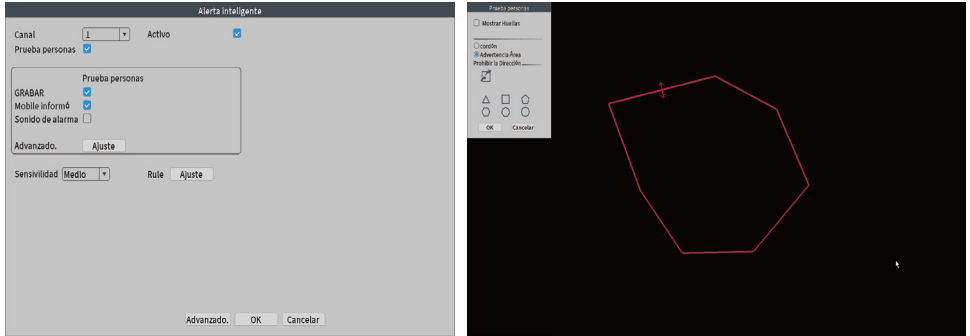 Alerta inteligente
Canal 1 Activo
Prueba personas
Prueba personas
GRABAR
Mobile informó
Sonido de alarma
Advanzado. Ajuste
Sensivilidad Medio Rule Ajuste
Advanzado. OK Cancelar
Prueba personas
Mostrar Huellas
cordón
Advertencia Área
Prohibir la Dirección
OK Cancelar